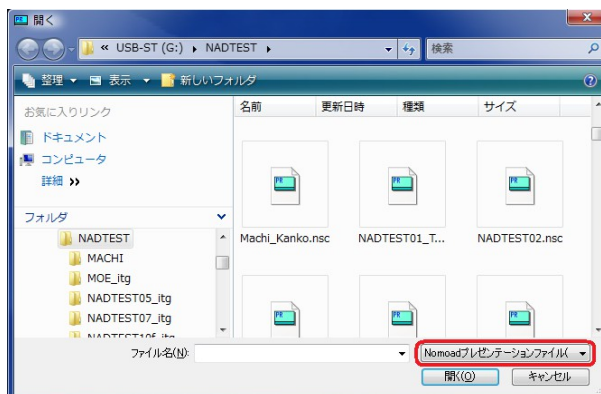 開く
« USB-ST (G:) ▸ NADTEST ▸ 検索
整理 ▼ 表示 ▼ 新しいフォルダ
お気に入りリンク
ドキュメント
コンピュータ
詳細 »
フォルダ
NADTEST
MACHI
MOE_itg
NADTEST05_itg
NADTEST07_itg
NADTEST10f_itg
名前 更新日時 種類 サイズ
Machi_Kanko.nsc NADTEST01_T... NADTEST02.nsc
ファイル名(N):
Nomoadプレゼンテーションファイル(
開く(O) キャンセル